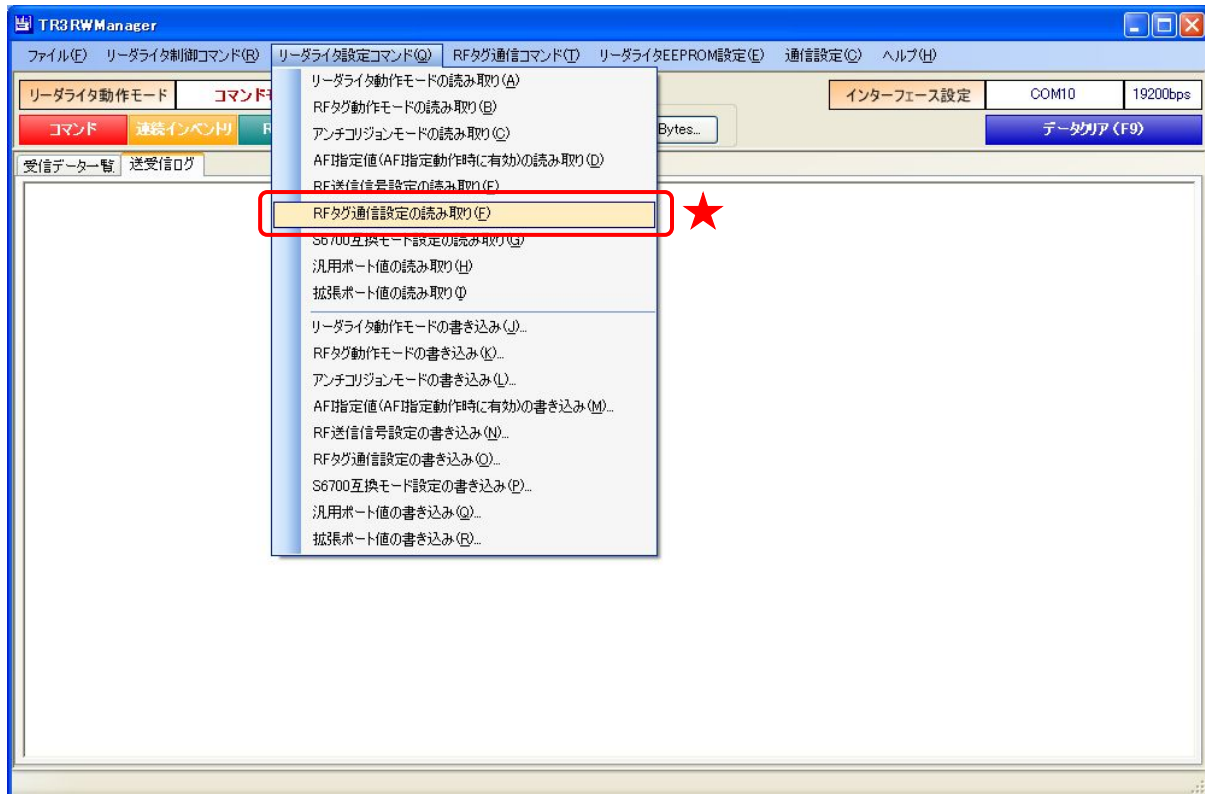 TR3RWManager
ファイル(F) リーダライタ制御コマンド(R) リーダライタ設定コマンド(Q) RFタグ通信コマンド(T) リーダライタEEPROM設定(E) 通信設定(C) ヘルプ(H)
リーダライタ動作モード コマンドモ インターフェース設定 COM10 19200bps
コマンド 連続インベントリ R Bytes... データクリア(F9)
受信データ一覧 送受信ログ
リーダライタ動作モードの読み取り(A)
RFタグ動作モードの読み取り(B)
アンチコリジョンモードの読み取り(C)
AFI指定値(AFI指定動作時に有効)の読み取り(D)
RF送信信号設定の読み取り(E)
RFタグ通信設定の読み取り(F)
S6700互換モード設定の読み取り(G)
汎用ポート値の読み取り(H)
拡張ポート値の読み取り(I)
リーダライタ動作モードの書き込み(J)...
RFタグ動作モードの書き込み(K)...
アンチコリジョンモードの書き込み(L)...
AFI指定値(AFI指定動作時に有効)の書き込み(M)...
RF送信信号設定の書き込み(N)...
RFタグ通信設定の書き込み(O)...
S6700互換モード設定の書き込み(P)...
汎用ポート値の書き込み(Q)...
拡張ポート値の書き込み(R)...